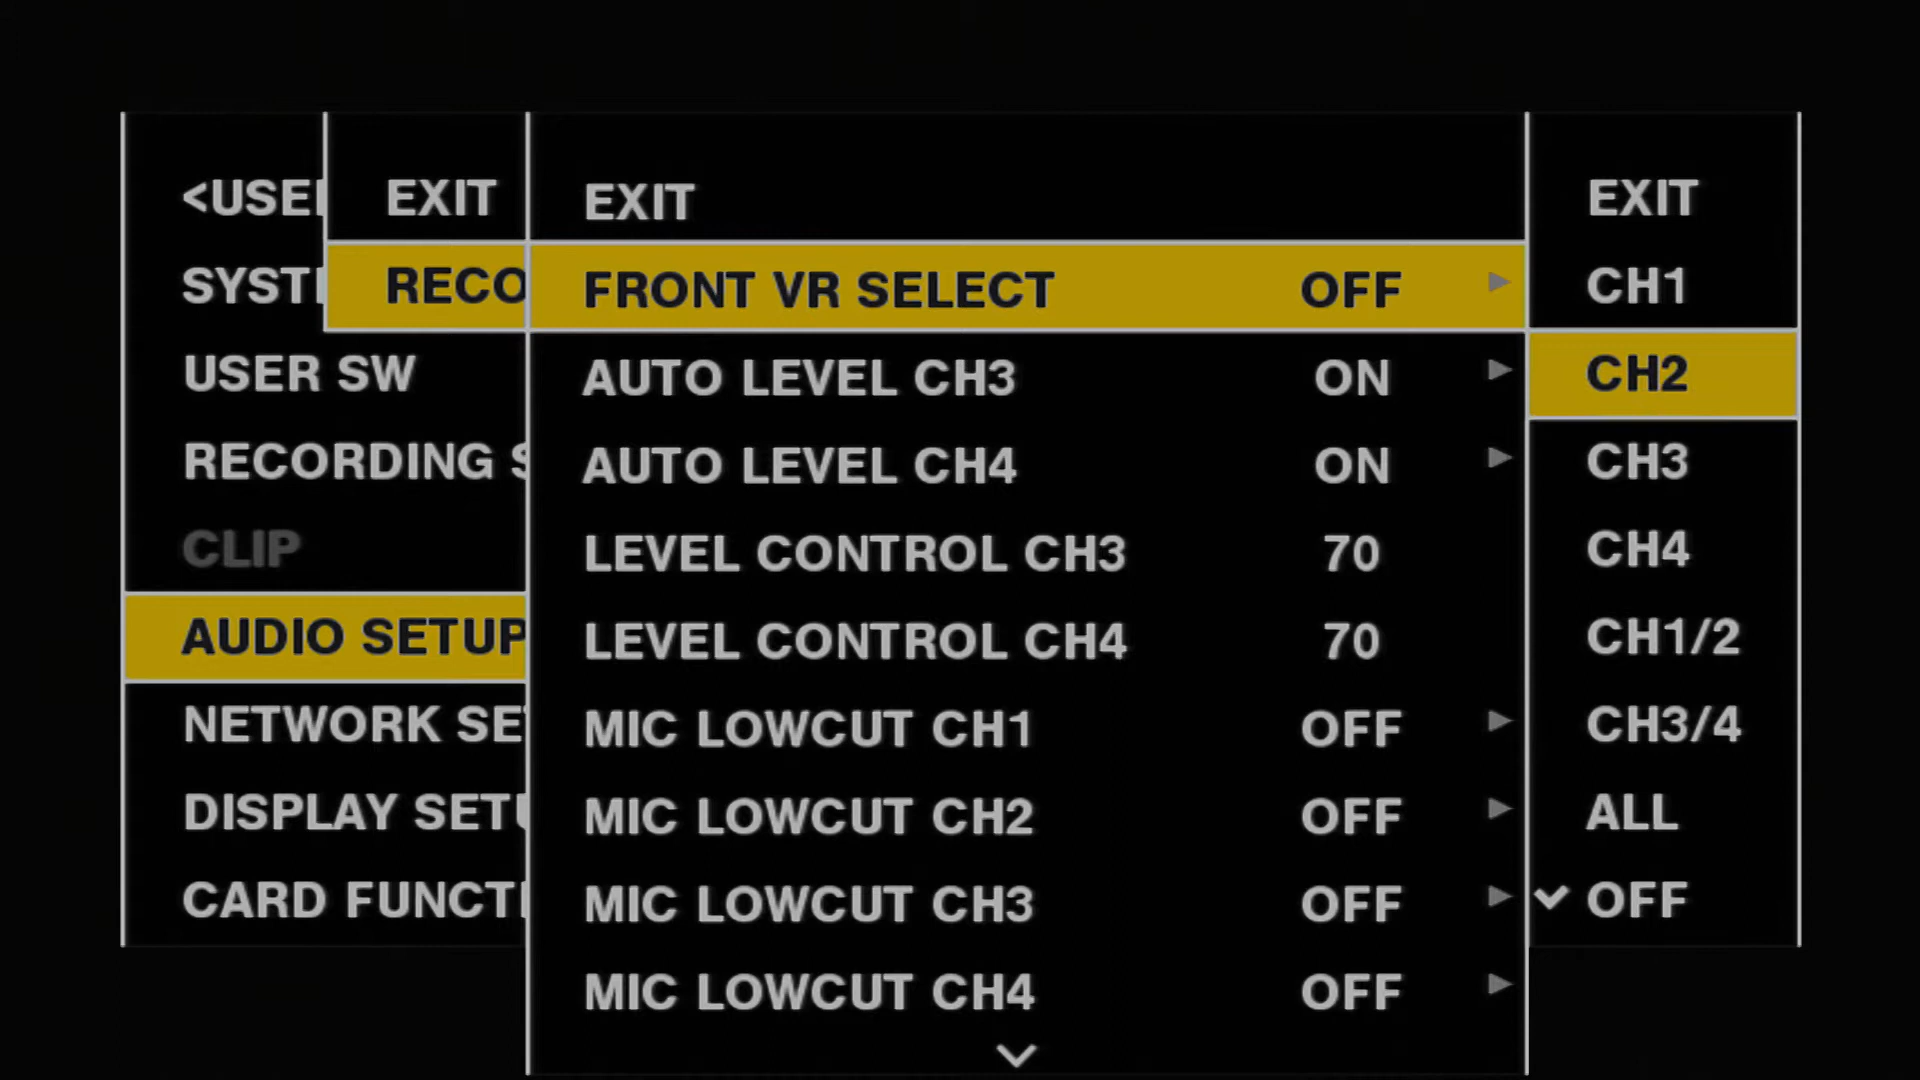 <USE
SYST
USER SW
RECORDING S
CLIP
AUDIO SETUP
NETWORK SE
DISPLAY SETU
CARD FUNCTI
EXIT
RECO
EXIT
FRONT VR SELECT OFF
AUTO LEVEL CH3 ON
AUTO LEVEL CH4 ON
LEVEL CONTROL CH3 70
LEVEL CONTROL CH4 70
MIC LOWCUT CH1 OFF
MIC LOWCUT CH2 OFF
MIC LOWCUT CH3 OFF
MIC LOWCUT CH4 OFF
EXIT
CH1
CH2
CH3
CH4
CH1/2
CH3/4
ALL
OFF